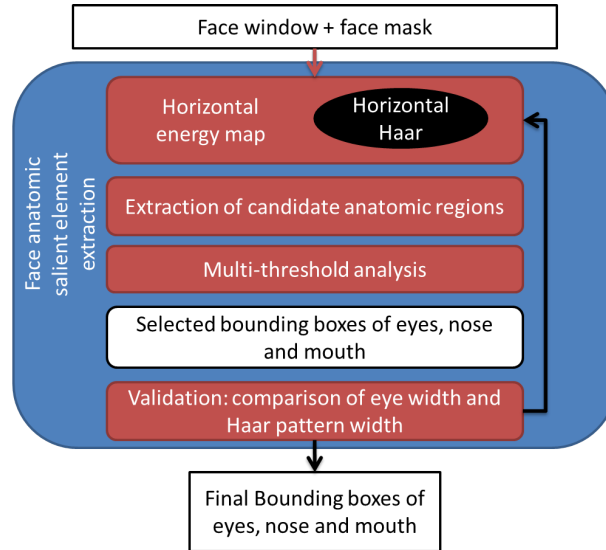 Face window + face mask
Horizontal
energy map
Horizontal
Haar
Face anatomic
salient element
extraction
Extraction of candidate anatomic regions
Multi-threshold analysis
Selected bounding boxes of eyes, nose
and mouth
Validation: comparison of eye width and
Haar pattern width
Final Bounding boxes of
eyes, nose and mouth